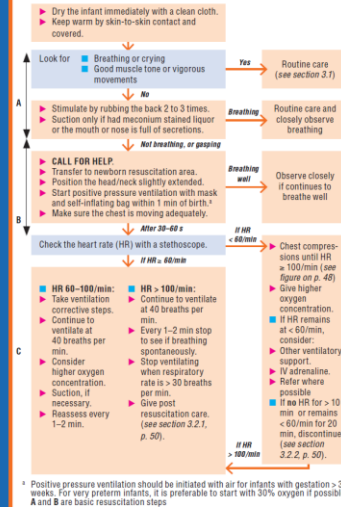 Dry the infant immediately with a clean cloth.
Keep warm by skin-to-skin contact and
covered.
Look for
Breathing or crying
Good muscle tone or vigorous
movements
Yes
Routine care
(see section 3.1)
No
A
Stimulate by rubbing the back 2 to 3 times.
Suction only if had meconium stained liquor
or the mouth or nose is full of secretions.
Breathing
Routine care and
closely observe
breathing
Not breathing, or gasping
CALL FOR HELP.
Transfer to newborn resuscitation area.
Position the head/neck slightly extended.
Start positive pressure ventilation with mask
and self-inflating bag within 1 min of birth.ª
Make sure the chest is moving adequately.
Breathing
well
Observe closely
if continues to
breathe well
B
After 30–60 s
Check the heart rate (HR) with a stethoscope.
If HR
< 60/min
If HR ≥ 60/min
Chest compres-
sions until HR
≥ 100/min (see
figure on p. 48)
Give higher
oxygen
concentration.
If HR remains
at < 60/min,
consider:
Other ventilatory
support.
IV adrenaline.
Refer where
possible
If no HR for > 10
min or remains
< 60/min for 20
min, discontinue
(see section
3.2.2, p. 50).
C
HR 60–100/min:
Take ventilation
corrective steps.
Continue to
ventilate at
40 breaths per
min.
Consider
higher oxygen
concentration.
Suction, if
necessary.
Reassess every
1–2 min.
HR > 100/min:
Continue to ventilate
at 40 breaths per
min.
Every 1–2 min stop
to see if breathing
spontaneously.
Stop ventilating
when respiratory
rate is > 30 breaths
per min.
Give post
resuscitation care.
(see section 3.2.1,
p. 50).
If HR
> 100/min
ª Positive pressure ventilation should be initiated with air for infants with gestation > 3
weeks. For very preterm infants, it is preferable to start with 30% oxygen if possible
A and B are basic resuscitation steps